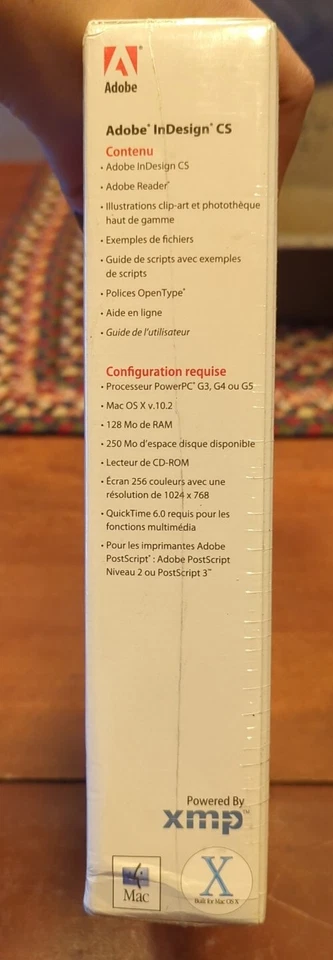 Adobe®
Adobe® InDesign® CS
Contenu
• Adobe InDesign CS
• Adobe Reader®
• Illustrations clip-art et photothèque
haut de gamme
• Exemples de fichiers
• Guide de scripts avec exemples
de scripts
• Polices OpenType®
• Aide en ligne
• Guide de l'utilisateur
Configuration requise
• Processeur PowerPC® G3, G4 ou G5
• Mac OS X v.10.2
• 128 Mo de RAM
• 250 Mo d'espace disque disponible
• Lecteur de CD-ROM
• Écran 256 couleurs avec une
résolution de 1024 x 768
• QuickTime 6.0 requis pour les
fonctions multimédia
• Pour les imprimantes Adobe
PostScript® : Adobe PostScript
Niveau 2 ou PostScript 3™
Powered By
xmp™
Mac
X
Built for Mac OS X